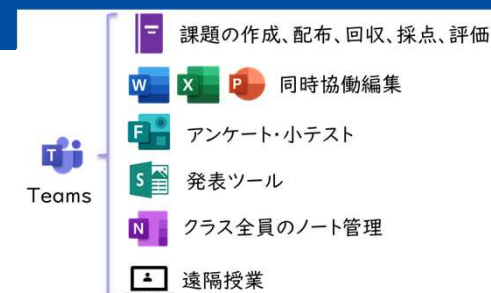 課題の作成、配布、回収、採点、評価
W X P 同時協働編集
F アンケート・小テスト
T
S 発表ツール
Teams
N クラス全員のノート管理
遠隔授業